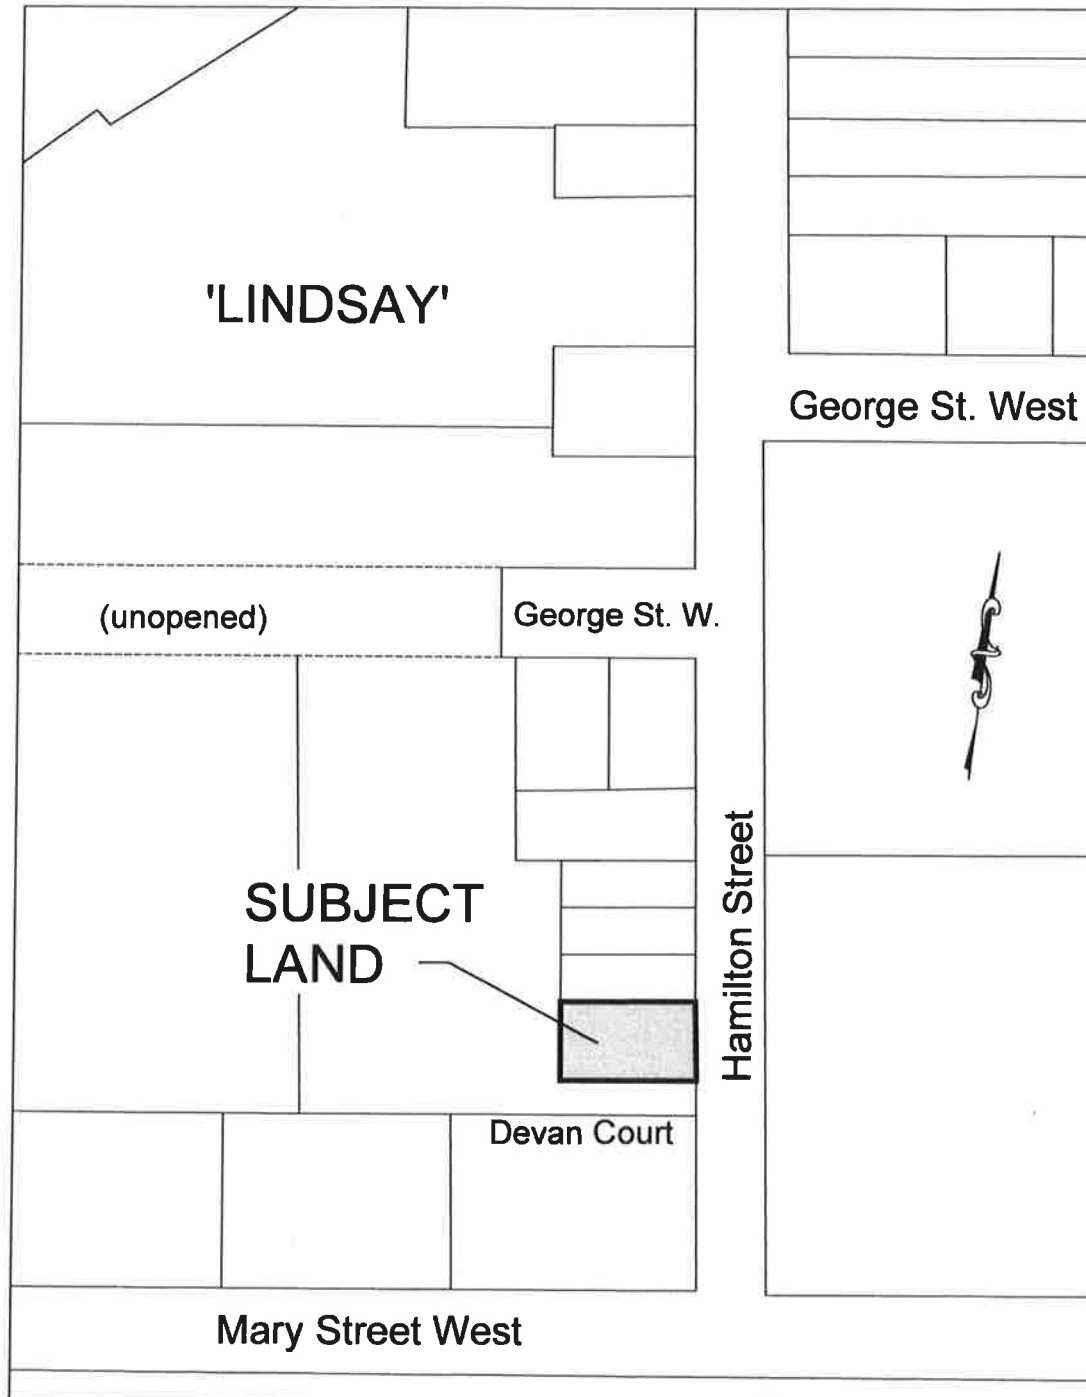 'LINDSAY'
George St. West
(unopened)
George St. W.
Hamilton Street
SUBJECT
LAND
Devan Court
Mary Street West